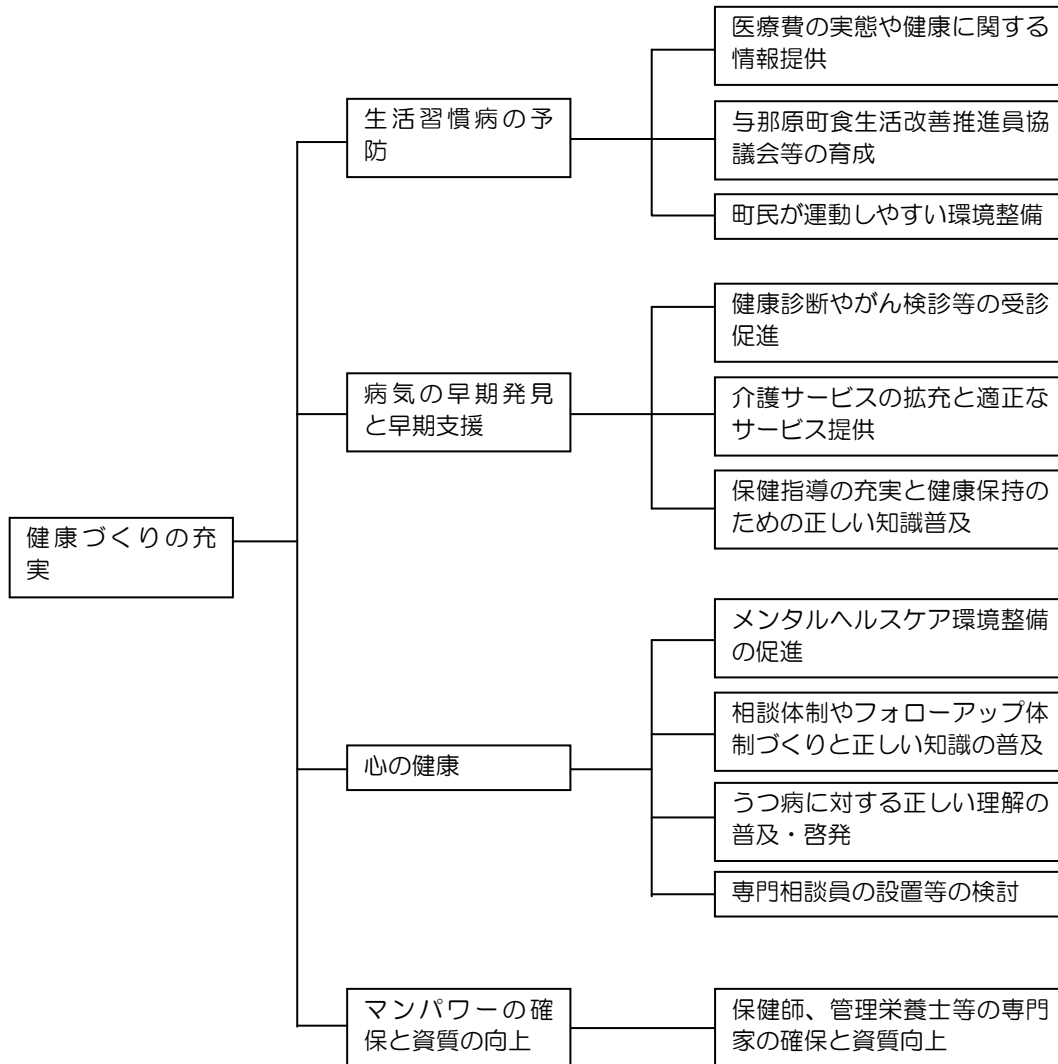 健康づくりの充
実
生活習慣病の予
防
医療費の実態や健康に関する
情報提供
与那原町食生活改善推進員協
議会等の育成
町民が運動しやすい環境整備
病気の早期発見
と早期支援
健康診断やがん検診等の受診
促進
介護サービスの拡充と適正な
サービス提供
保健指導の充実と健康保持の
ための正しい知識普及
心の健康
メンタルヘルスケア環境整備
の促進
相談体制やフォローアップ体
制づくりと正しい知識の普及
うつ病に対する正しい理解の
普及・啓発
専門相談員の設置等の検討
マンパワーの確
保と資質の向上
保健師、管理栄養士等の専門
家の確保と資質向上